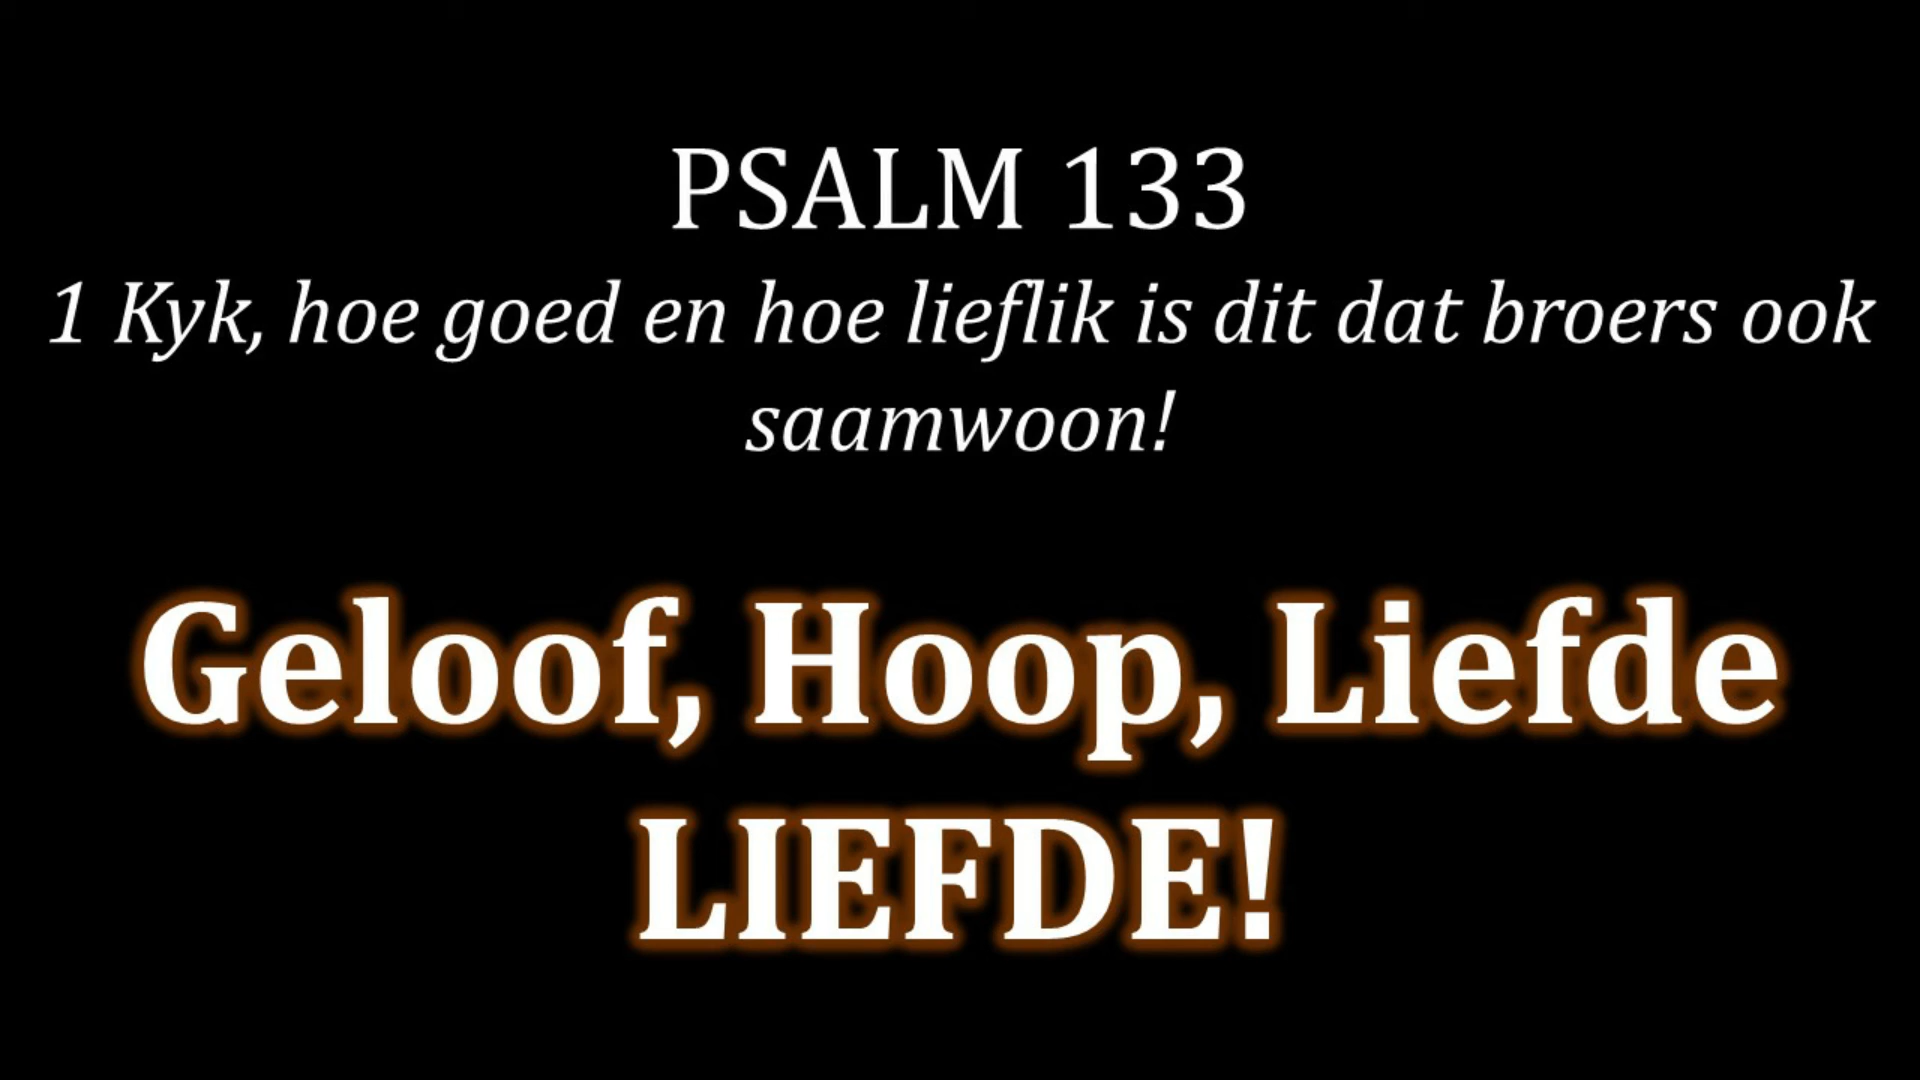 PSALM 133
1 Kyk, hoe goed en hoe lieflik is dit dat broers ook
saamwoon!
Geloof, Hoop, Liefde
LIEFDE!